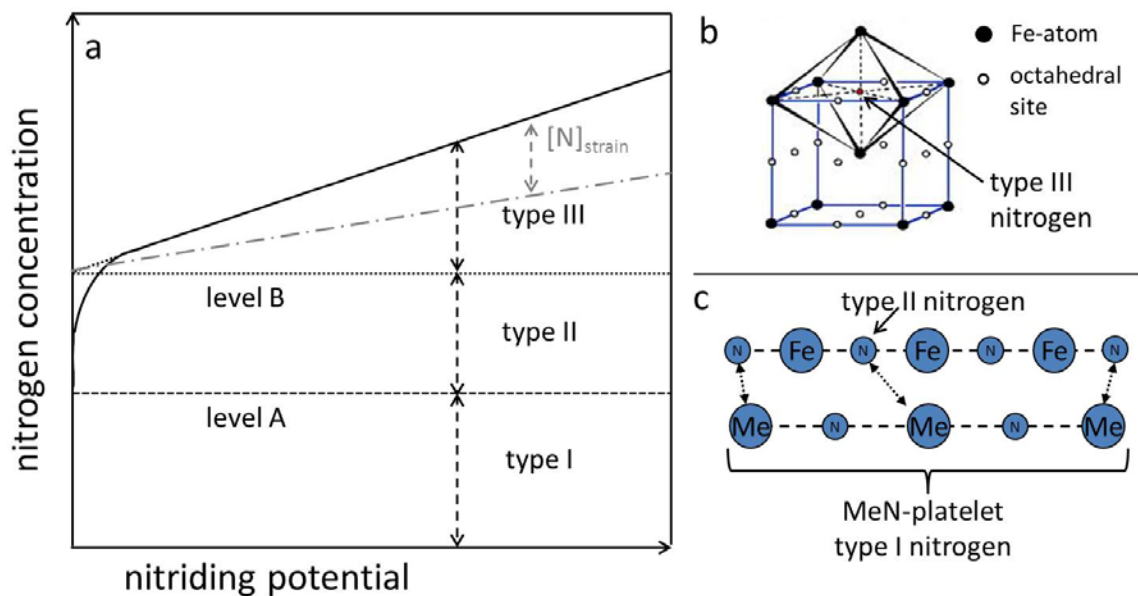 a
nitrogen concentration
[N]strain
type III
level B
type II
level A
type I
nitriding potential
b
Fe-atom
octahedral
site
type III
nitrogen
c
type II nitrogen
N Fe N Fe N Fe N
Me N Me N Me
MeN-platelet
type I nitrogen